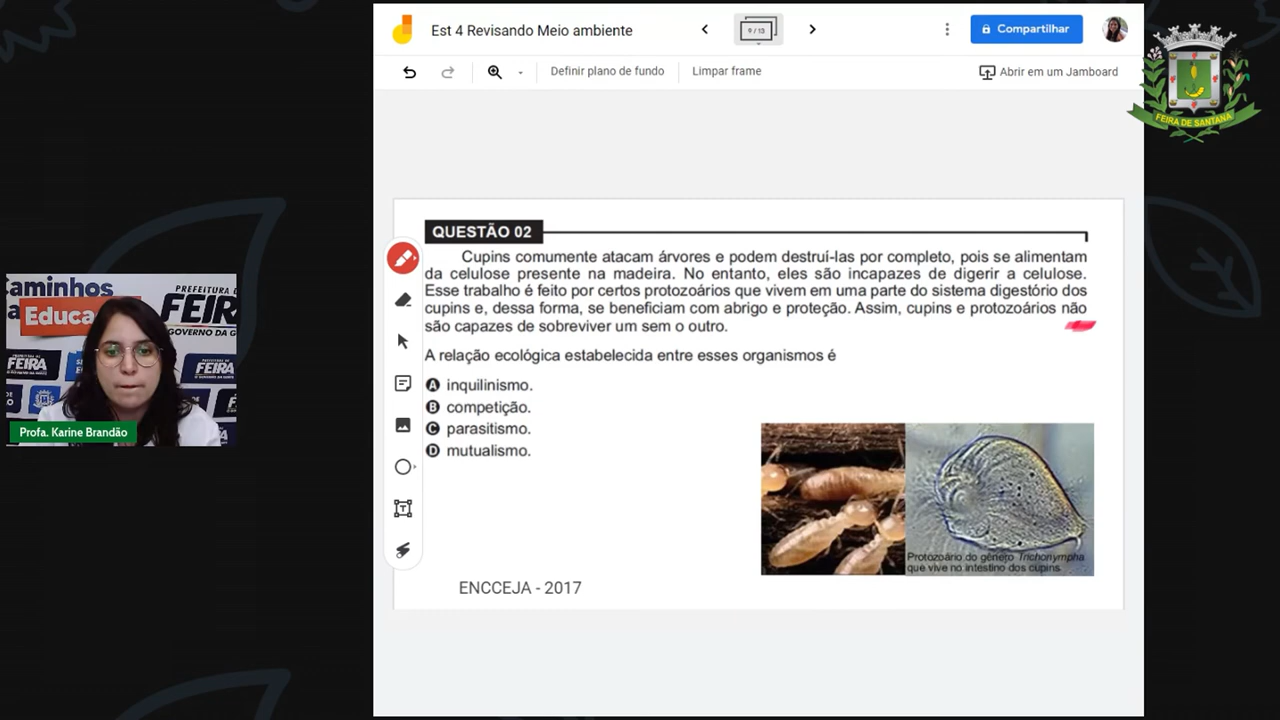 Est 4 Revisando Meio ambiente
9 / 13
Compartilhar
Definir plano de fundo
Limpar frame
Abrir em um Jamboard
FEIRA DE SANTANA
QUESTÃO 02
Cupins comumente atacam árvores e podem destruí-las por completo, pois se alimentam
da celulose presente na madeira. No entanto, eles são incapazes de digerir a celulose.
Esse trabalho é feito por certos protozoários que vivem em uma parte do sistema digestório dos
cupins e, dessa forma, se beneficiam com abrigo e proteção. Assim, cupins e protozoários não
são capazes de sobreviver um sem o outro.
A relação ecológica estabelecida entre esses organismos é
A inquilinismo.
B competição.
C parasitismo.
D mutualismo.
Protozoário do gênero Trichonympha
que vive no intestino dos cupins
ENCCEJA - 2017
aminhos
Educa
PREFEITURA D
FEIR
GOVERNO DA G
FEIRA
FEIRA
Profa. Karine Brandão